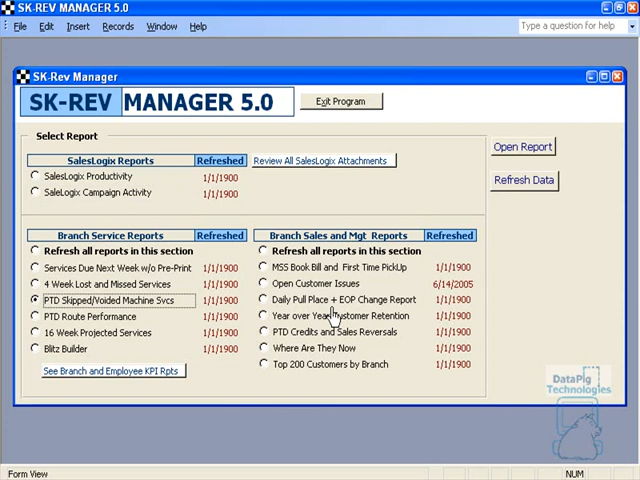 SK-REV MANAGER 5.0
File Edit Insert Records Window Help
Type a question for help
SK-Rev Manager
SK-REV MANAGER 5.0
Exit Program
Select Report
Open Report
SalesLogix Reports Refreshed
Review All SalesLogix Attachments
SalesLogix Productivity 1/1/1900
Refresh Data
SaleLogix Campaign Activity 1/1/1900
Branch Service Reports Refreshed
Refresh all reports in this section
Services Due Next Week w/o Pre-Print 1/1/1900
4 Week Lost and Missed Services 1/1/1900
PTD Skipped/Voided Machine Svcs 1/1/1900
PTD Route Performance 1/1/1900
16 Week Projected Services 1/1/1900
Blitz Builder 1/1/1900
See Branch and Employee KPI Rpts
Branch Sales and Mgt Reports Refreshed
Refresh all reports in this section
MSS Book Bill and First Time PickUp 1/1/1900
Open Customer Issues 6/14/2005
Daily Pull Place + EOP Change Report 1/1/1900
Year over Year Customer Retention 1/1/1900
PTD Credits and Sales Reversals 1/1/1900
Where Are They Now 1/1/1900
Top 200 Customers by Branch 1/1/1900
DataPig
Technologies
Form View
NUM